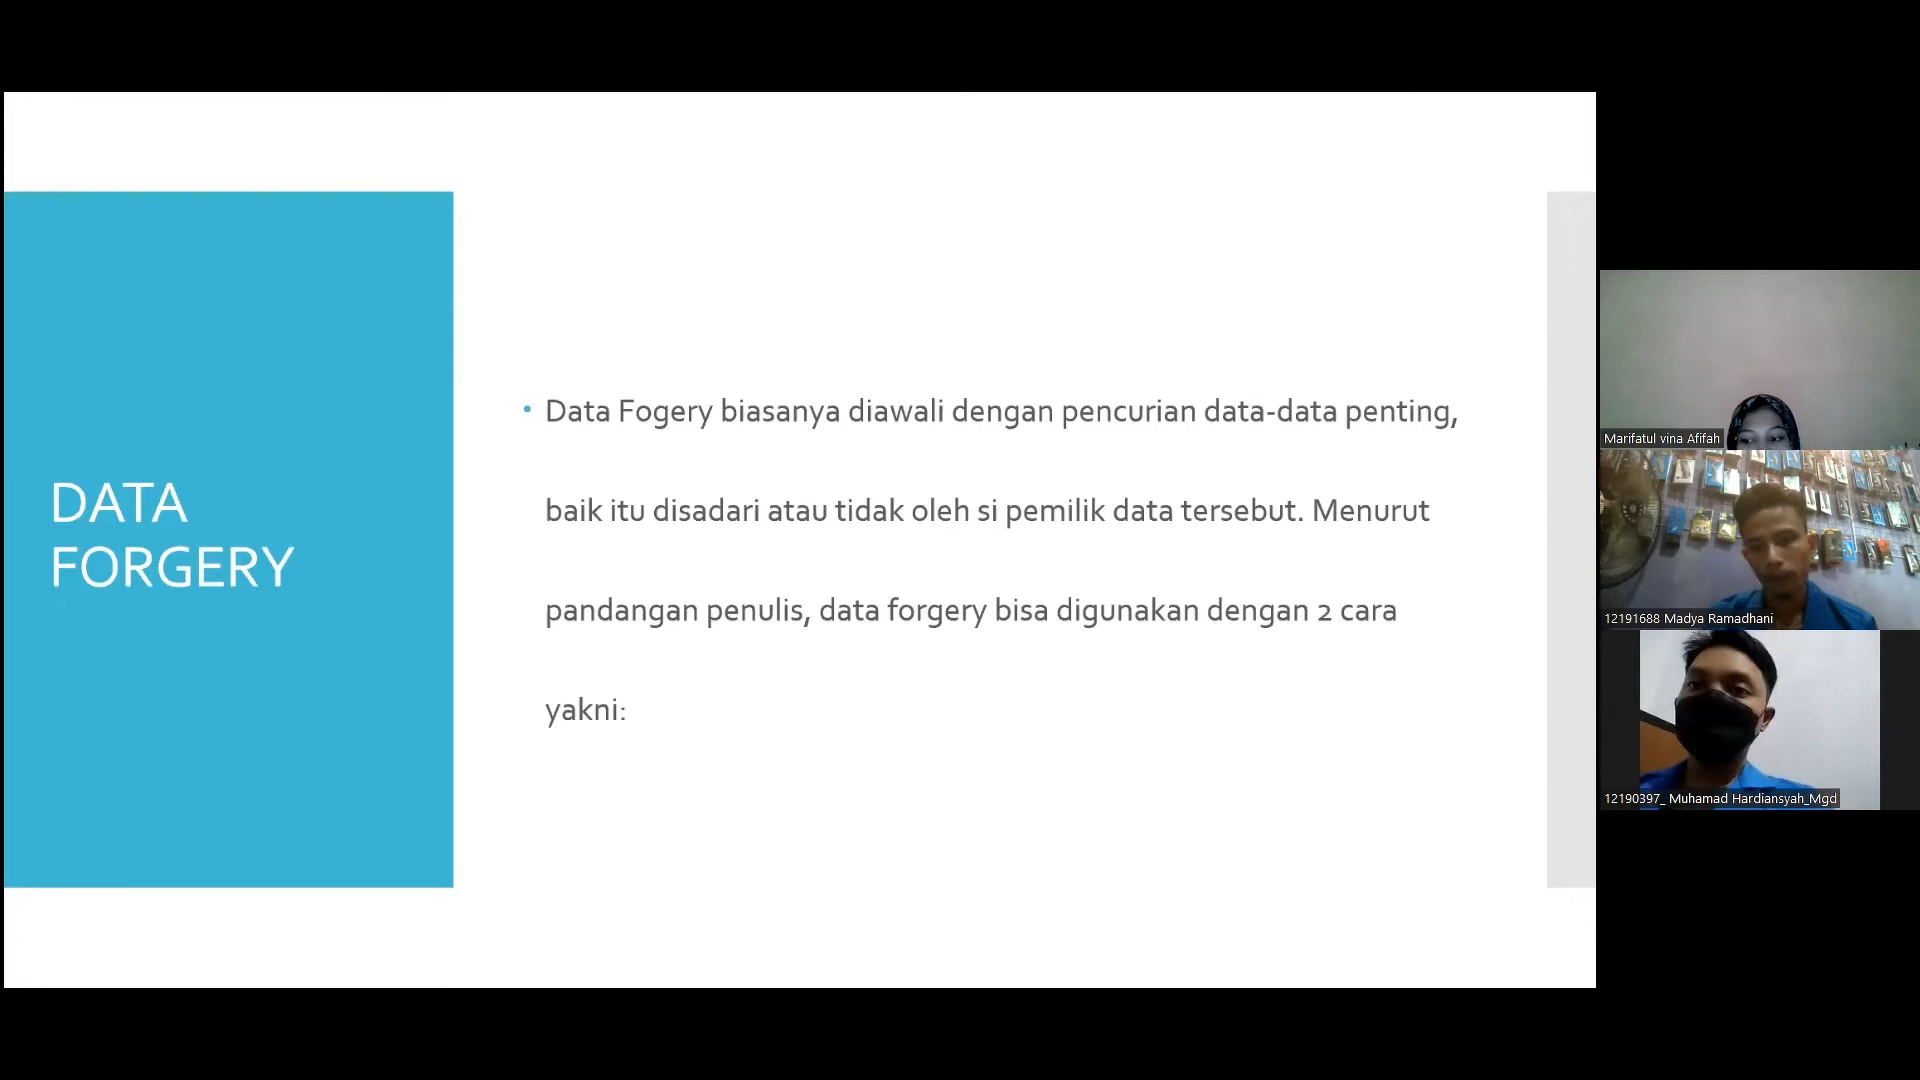 DATA
FORGERY
• Data Fogery biasanya diawali dengan pencurian data-data penting,
baik itu disadari atau tidak oleh si pemilik data tersebut. Menurut
pandangan penulis, data forgery bisa digunakan dengan 2 cara
yakni:
Marifatul vina Afifah
12191688 Madya Ramadhani
12190397_ Muhamad Hardiansyah_Mgd